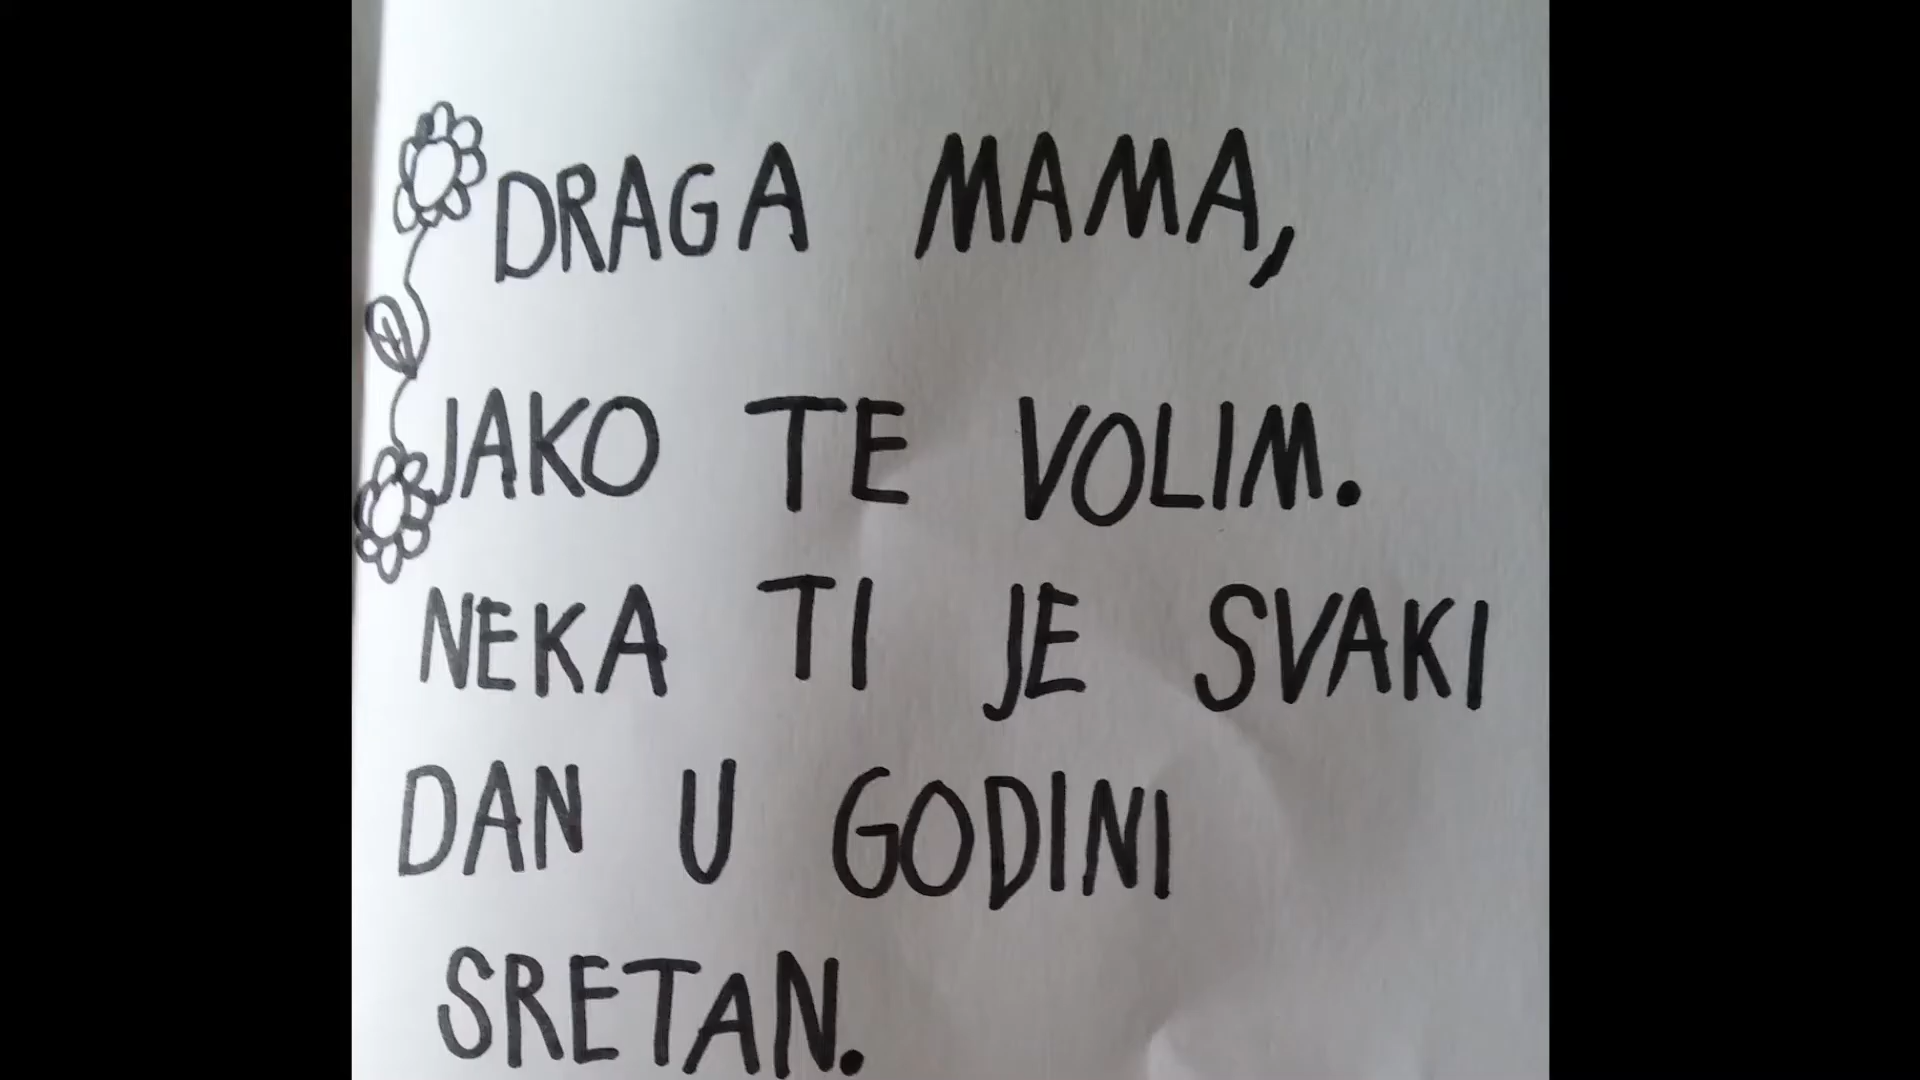 DRAGA MAMA,
JAKO TE VOLIM.
NEKA TI JE SVAKI
DAN U GODINI
SRETAN.